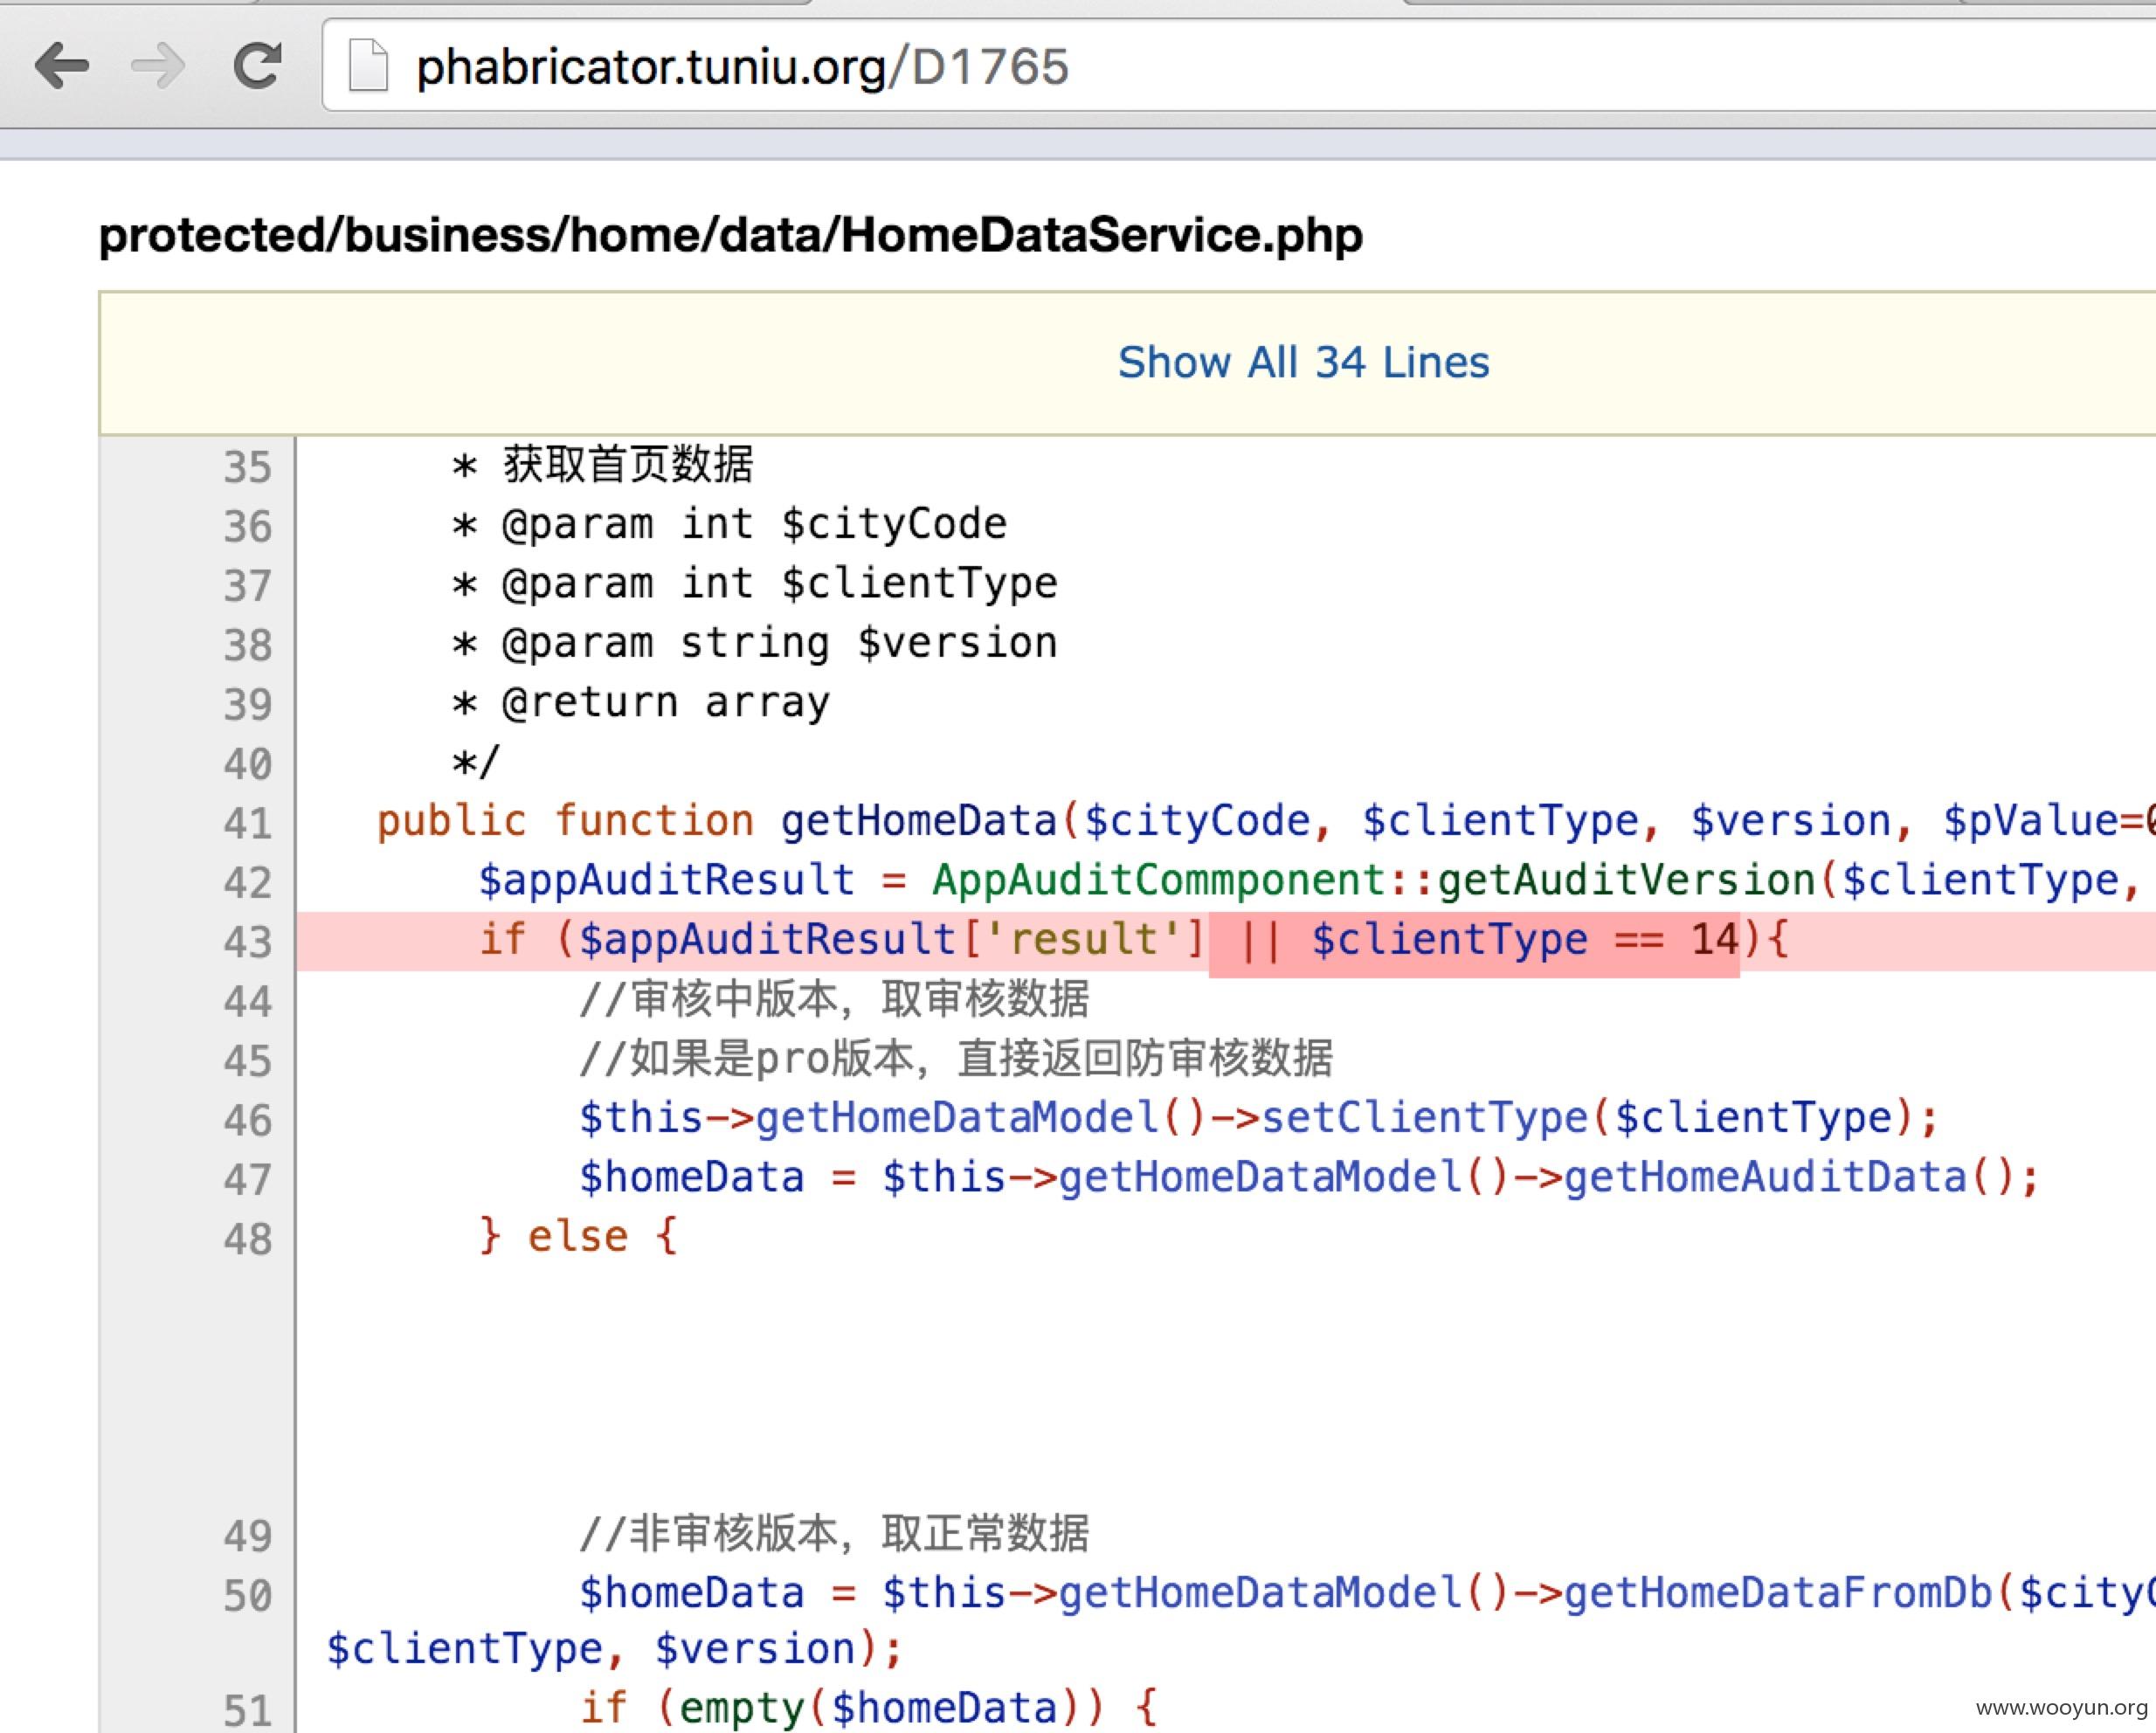 phabricator.tuniu.org/D1765
protected/business/home/data/HomeDataService.php
Show All 34 Lines
35 * 获取首页数据
36 * @param int $cityCode
37 * @param int $clientType
38 * @param string $version
39 * @return array
40 */
41 public function getHomeData($cityCode, $clientType, $version, $pValue=
42 $appAuditResult = AppAuditCommponent::getAuditVersion($clientType,
43 if ($appAuditResult['result'] || $clientType == 14){
44 //审核中版本，取审核数据
45 //如果是pro版本，直接返回防审核数据
46 $this->getHomeDataModel()->setClientType($clientType);
47 $homeData = $this->getHomeDataModel()->getHomeAuditData();
48 } else {
49 //非审核版本，取正常数据
50 $homeData = $this->getHomeDataModel()->getHomeDataFromDb($city
$clientType, $version);
51 if (empty($homeData)) {
www.wooyun.org